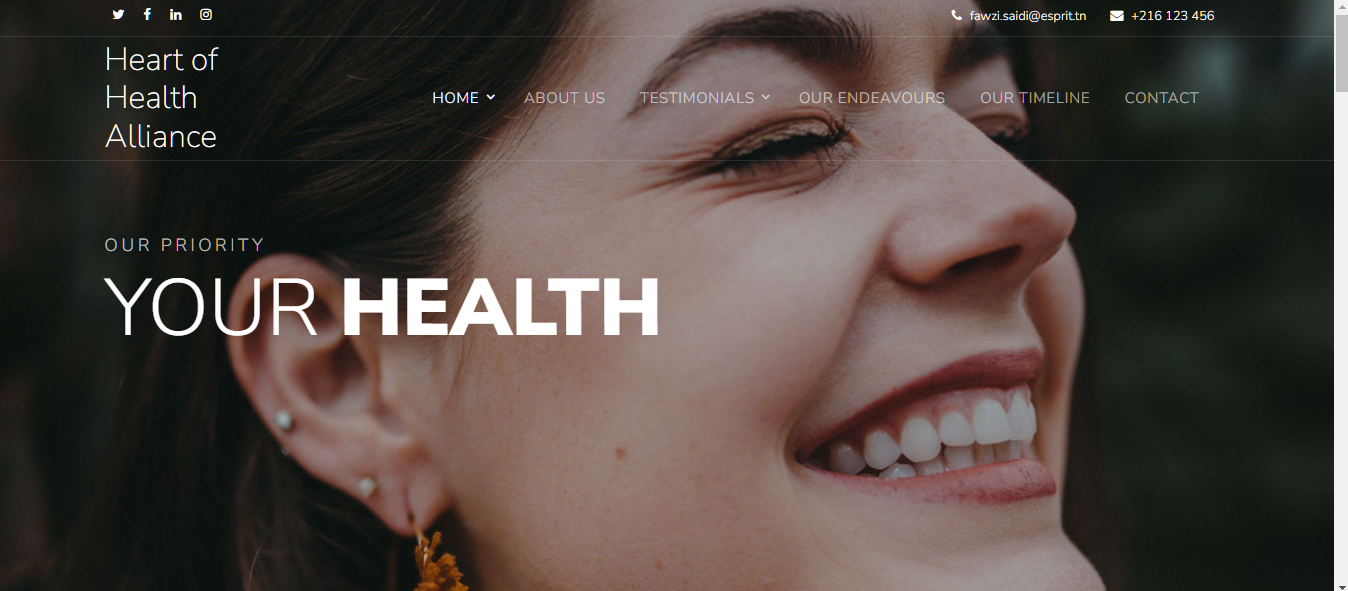 fawzi.saidi@esprit.tn +216 123 456
Heart of
Health
Alliance
HOME ABOUT US TESTIMONIALS OUR ENDEAVOURS OUR TIMELINE CONTACT
OUR PRIORITY
YOUR HEALTH